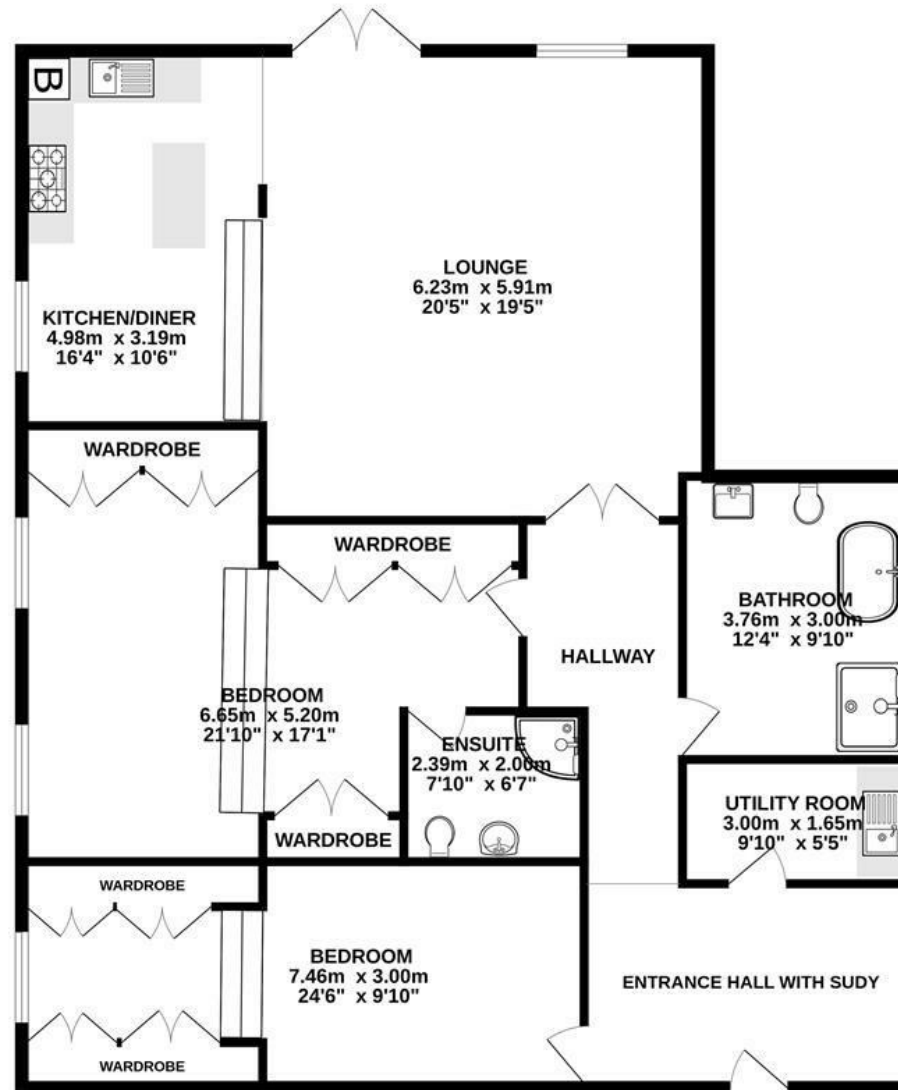 B
LOUNGE
6.23m x 5.91m
20'5" x 19'5"
KITCHEN/DINER
4.98m x 3.19m
16'4" x 10'6"
WARDROBE
WARDROBE
BATHROOM
3.76m x 3.00m
12'4" x 9'10"
HALLWAY
BEDROOM
6.65m x 5.20m
21'10" x 17'1"
ENSUITE
2.39m x 2.00m
7'10" x 6'7"
UTILITY ROOM
3.00m x 1.65m
9'10" x 5'5"
WARDROBE
WARDROBE
BEDROOM
7.46m x 3.00m
24'6" x 9'10"
ENTRANCE HALL WITH SUDY
WARDROBE